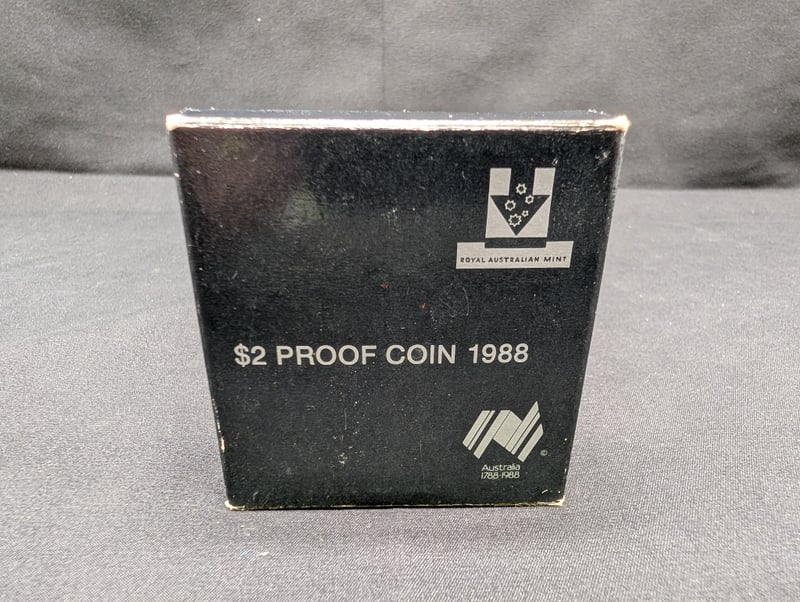 ROYAL AUSTRALIAN MINT
$2 PROOF COIN 1988
©
Australia
1788-1988